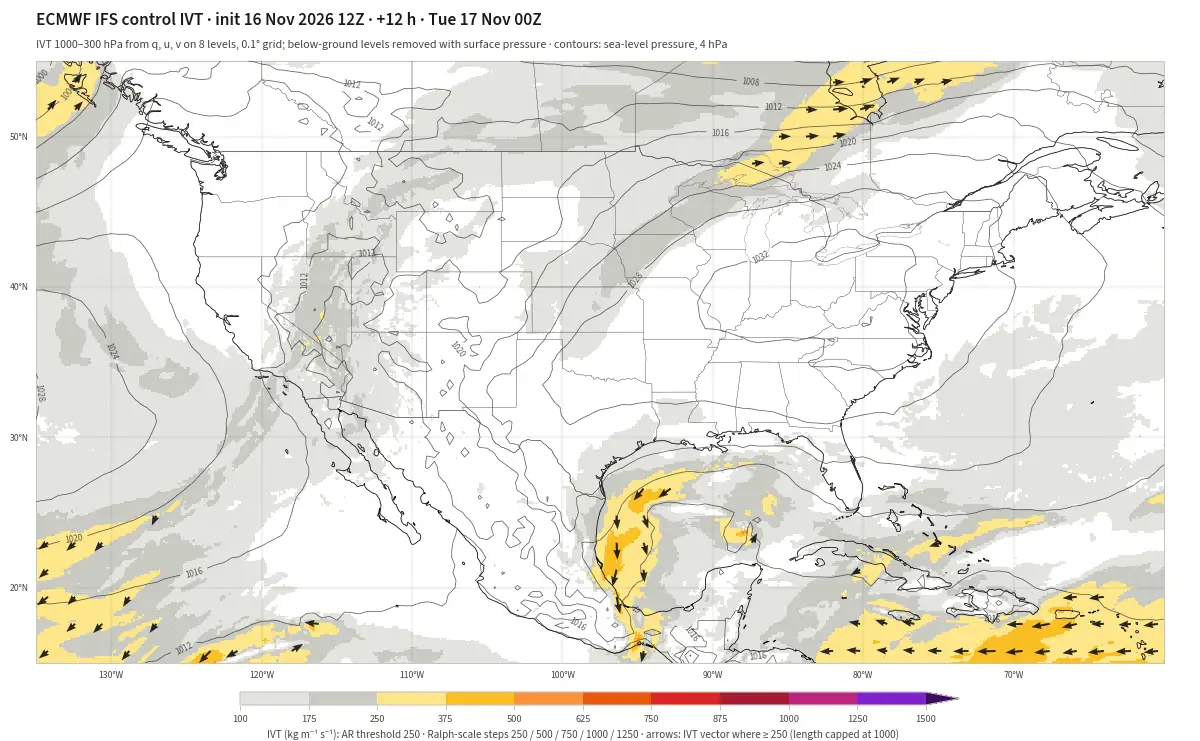 ECMWF IFS control IVT · init 16 Nov 2026 12Z · +12 h · Tue 17 Nov 00Z
IVT 1000–300 hPa from q, u, v on 8 levels, 0.1° grid; below-ground levels removed with surface pressure · contours: sea-level pressure, 4 hPa
1008
1012
1008
1012
1012
50°N
1016
1020
1024
1032
1012
1012
1028
40°N
1024
1020
1028
30°N
1020
1016
20°N
1016
1016
1016
1012
1016
130°W 120°W 110°W 100°W 90°W 80°W 70°W
100 175 250 375 500 625 750 875 1000 1250 1500
IVT (kg m⁻¹ s⁻¹): AR threshold 250 · Ralph-scale steps 250 / 500 / 750 / 1000 / 1250 · arrows: IVT vector where ≥ 250 (length capped at 1000)